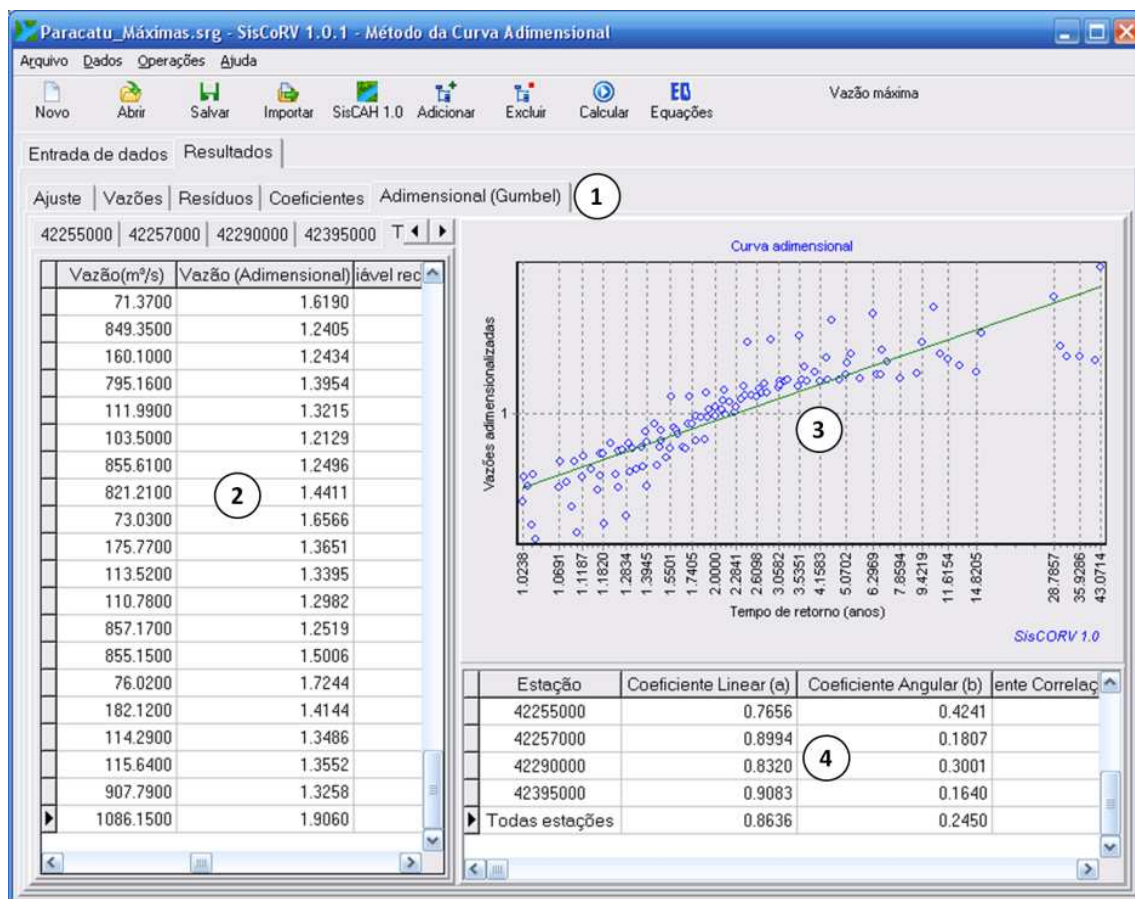 Paracatu_Máximas.srg - SisCoRV 1.0.1 - Método da Curva Adimensional
Arquivo Dados Operações Ajuda
Novo Abrir Salvar Importar SisCAH 1.0 Adicionar Excluir Calcular Equações Vazão máxima
Entrada de dados Resultados
Ajuste Vazões Resíduos Coeficientes Adimensional (Gumbel) 1
42255000 42257000 42290000 42395000 T
Vazão(m³/s) Vazão (Adimensional) iável rec
71.3700 1.6190
849.3500 1.2405
160.1000 1.2434
795.1600 1.3954
111.9900 1.3215
103.5000 1.2129
855.6100 1.2496
821.2100 1.4411
2
73.0300 1.6566
175.7700 1.3651
113.5200 1.3395
110.7800 1.2982
857.1700 1.2519
855.1500 1.5006
76.0200 1.7244
182.1200 1.4144
114.2900 1.3486
115.6400 1.3552
907.7900 1.3258
1086.1500 1.9060
Curva adimensional
Vazões adimensionalizadas
1
3
1.0238 1.0691 1.1187 1.1820 1.2834 1.3945 1.5501 1.7405 2.0000 2.2841 2.6098 3.0582 3.5351 4.1583 5.0702 6.2969 7.8594 9.4219 11.6154 14.8205 28.7857 35.9286 43.0714
Tempo de retorno (anos)
SisCORV 1.0
Estação Coeficiente Linear (a) Coeficiente Angular (b) ente Correlaç
42255000 0.7656 0.4241
42257000 0.8994 0.1807
4
42290000 0.8320 0.3001
42395000 0.9083 0.1640
Todas estações 0.8636 0.2450